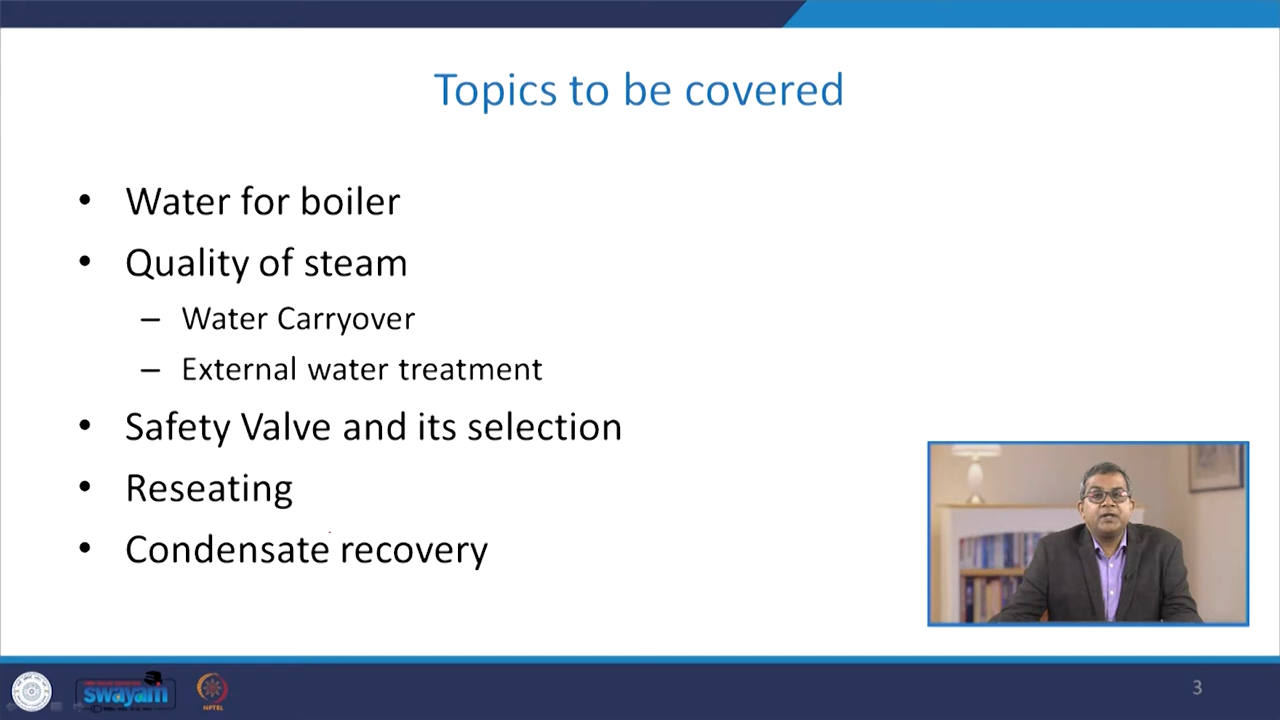 Topics to be covered
• Water for boiler
• Quality of steam
– Water Carryover
– External water treatment
• Safety Valve and its selection
• Reseating
• Condensate recovery
swayam
NPTEL
3